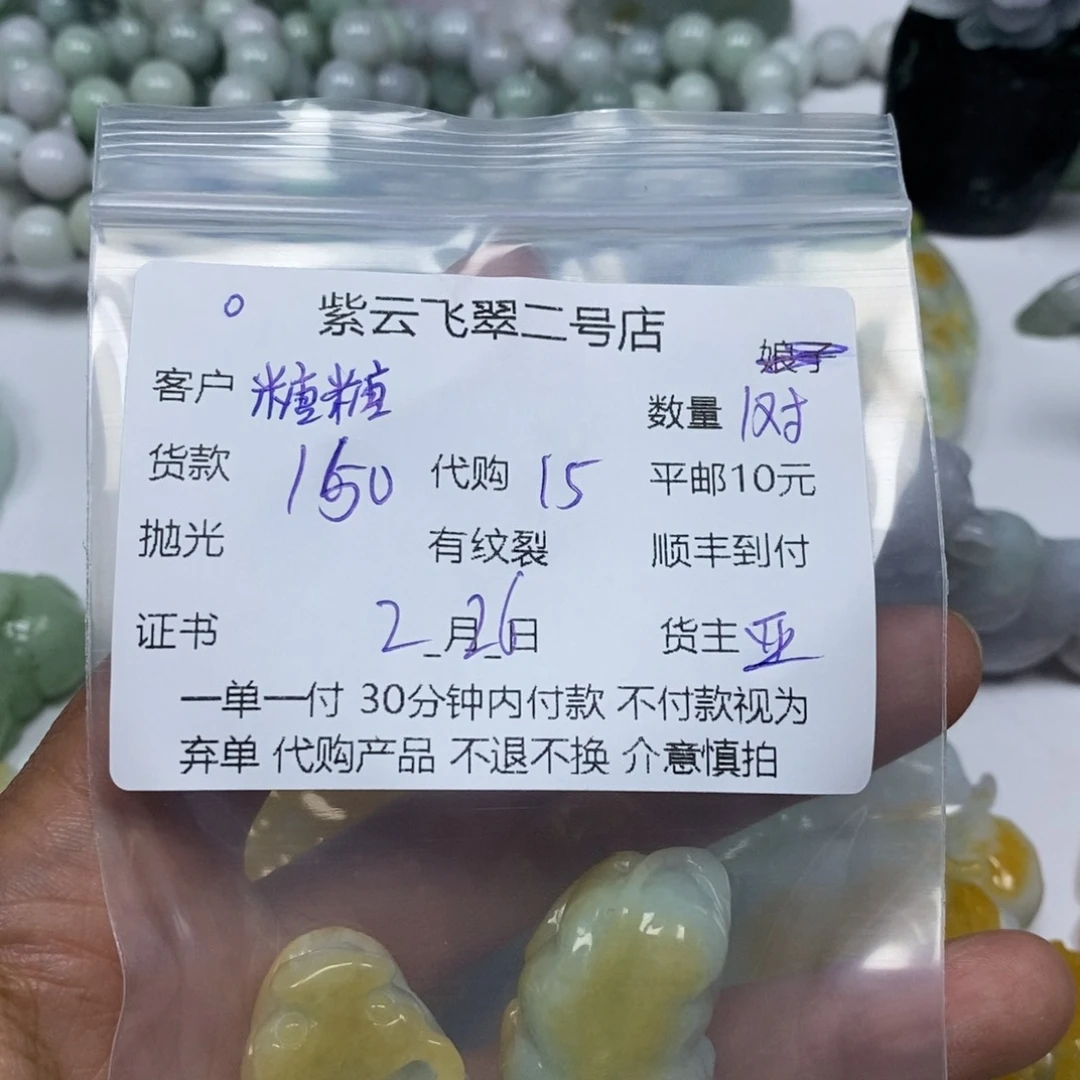 紫云飞翠二号店
娘子
客户 糖糖 数量 1对
货款 代购 15 平邮10元
抛光 有纹裂 顺丰到付
证书 2_月26_日 货主 亚
一单一付 30分钟内付款 不付款视为
弃单 代购产品 不退不换 介意慎拍